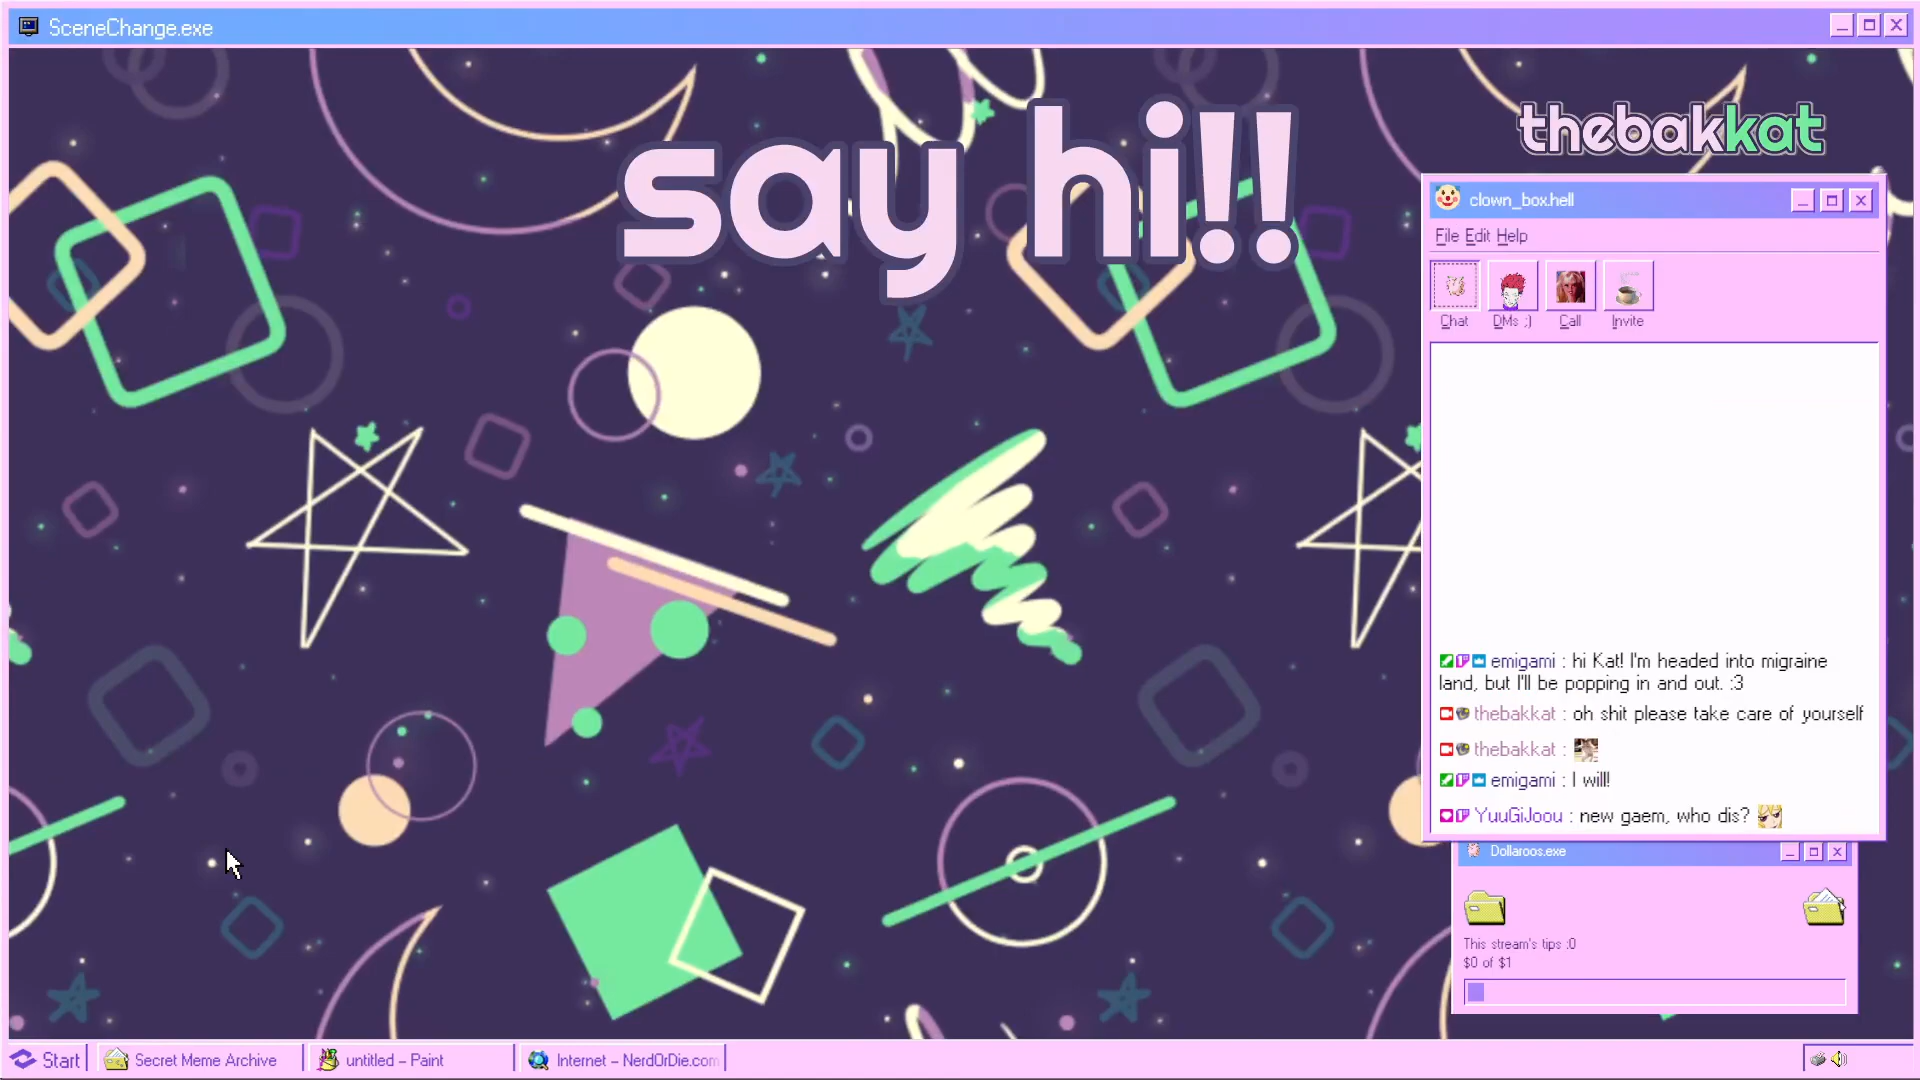 SceneChange.exe
say hi!!
thebakkat
clown_box.hell
File Edit Help
Chat DMs ;) Call Invite
emigami : hi Kat! I'm headed into migraine
land, but I'll be popping in and out. :3
thebakkat : oh shit please take care of yourself
thebakkat :
emigami : I will!
YuuGiJoou : new gaem, who dis?
Dollaroos.exe
This stream's tips :0
$0 of $1
Start
Secret Meme Archive
untitled - Paint
Internet - NerdOrDie.com